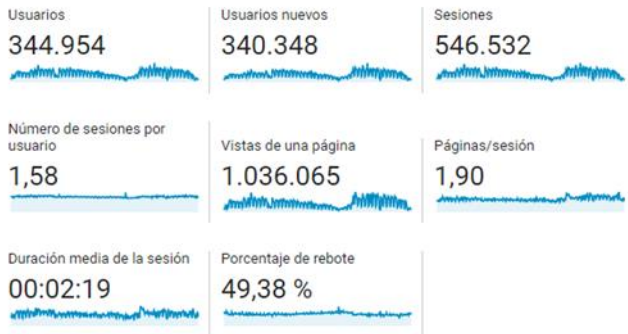 Usuarios
344.954
Usuarios nuevos
340.348
Sesiones
546.532
Número de sesiones por
usuario
1,58
Vistas de una página
1.036.065
Páginas/sesión
1,90
Duración media de la sesión
00:02:19
Porcentaje de rebote
49,38 %